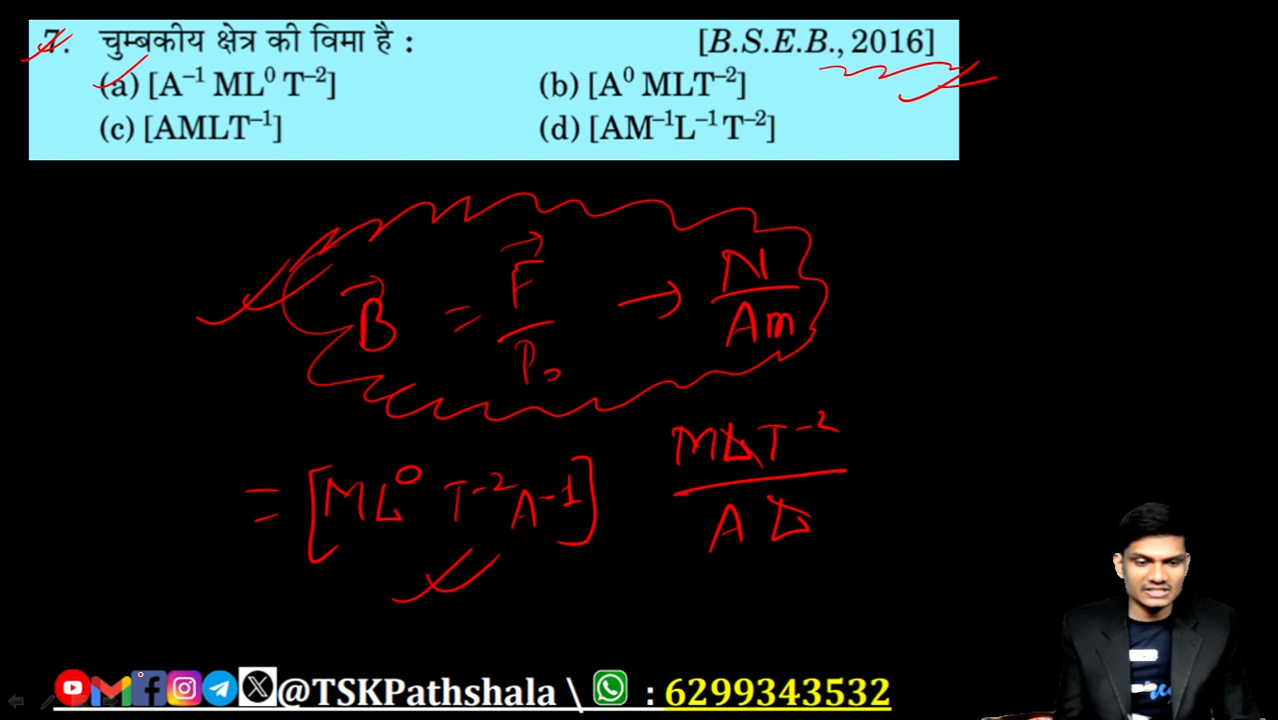 7. चुम्बकीय क्षेत्र की विमा है : [B.S.E.B., 2016]
(a) [A⁻¹ ML⁰ T⁻²] (b) [A⁰ MLT⁻²]
(c) [AMLT⁻¹] (d) [AM⁻¹L⁻¹T⁻²]
B⃗ = F⃗/P₀ → N/Am
= [ML⁰ T⁻² A⁻¹] MLT⁻²/AL
@TSKPathshala \ : 6299343532